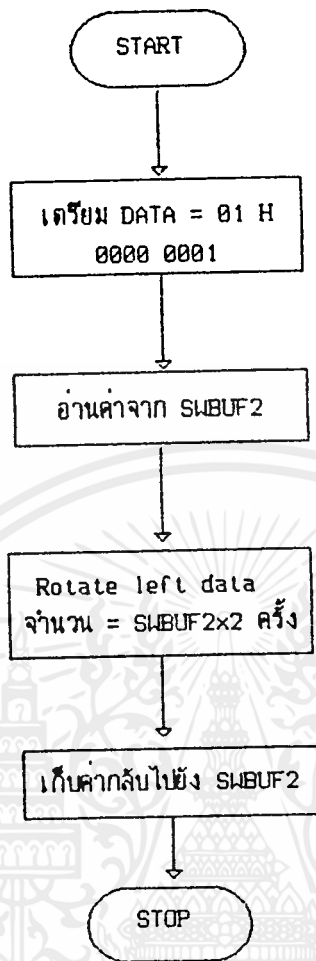 START
เตรียม DATA = 01 H
0000 0001
อ่านค่าจาก SWBUF2
Rotate left data
จำนวน = SWBUF2x2 ครั้ง
เก็บค่ากลับไปยัง SWBUF2
STOP